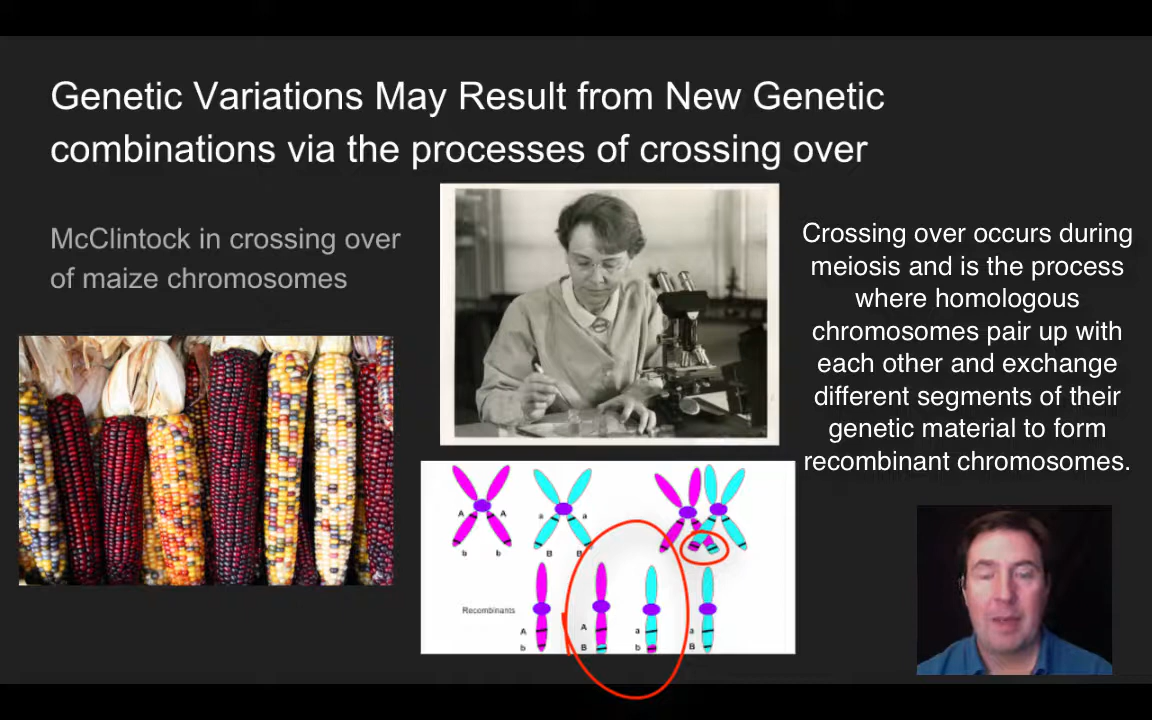 Genetic Variations May Result from New Genetic
combinations via the processes of crossing over
McClintock in crossing over
of maize chromosomes
Crossing over occurs during
meiosis and is the process
where homologous
chromosomes pair up with
each other and exchange
different segments of their
genetic material to form
recombinant chromosomes.
A A a a
b b B B
Recombinants
A A a a
b B b B